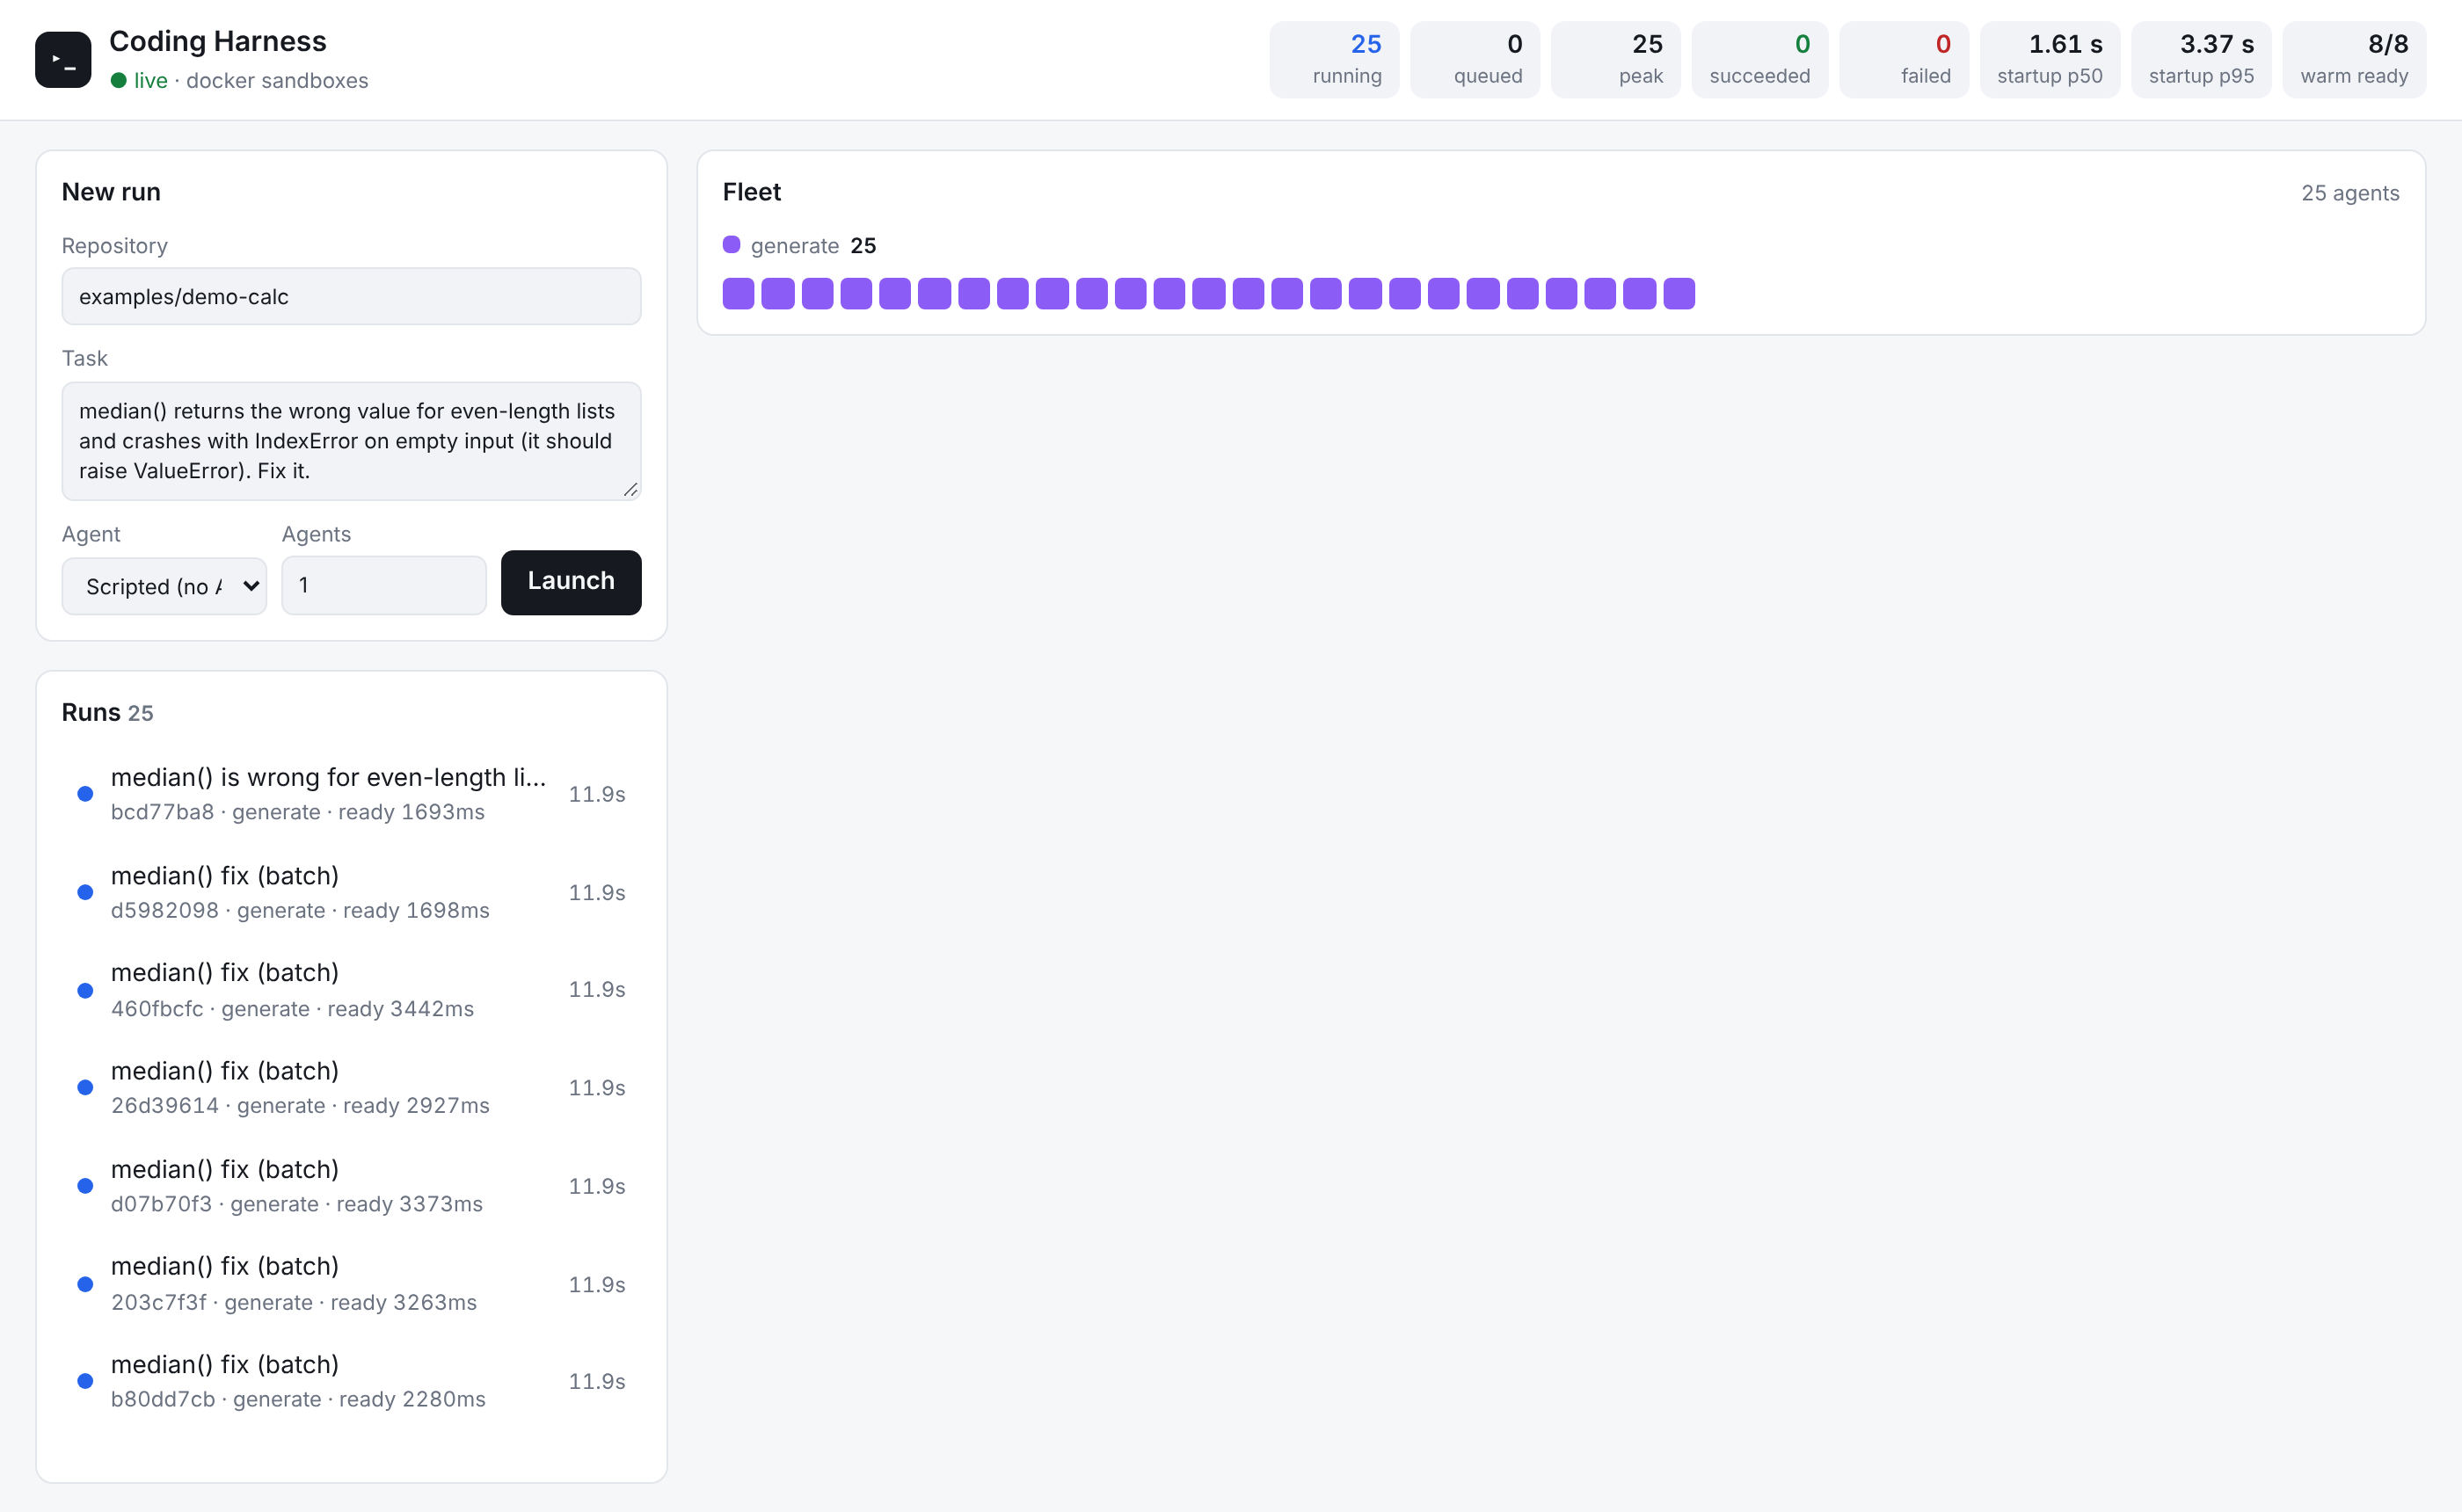 Coding Harness
live · docker sandboxes
25
running
0
queued
25
peak
0
succeeded
0
failed
1.61 s
startup p50
3.37 s
startup p95
8/8
warm ready
New run
Repository
examples/demo-calc
Task
median() returns the wrong value for even-length lists
and crashes with IndexError on empty input (it should
raise ValueError). Fix it.
Agent
Agents
Scripted (no
1
Launch
Runs 25
median() is wrong for even-length li...
bcd77ba8 · generate · ready 1693ms
11.9s
median() fix (batch)
d5982098 · generate · ready 1698ms
11.9s
median() fix (batch)
460fbcfc · generate · ready 3442ms
11.9s
median() fix (batch)
26d39614 · generate · ready 2927ms
11.9s
median() fix (batch)
d07b70f3 · generate · ready 3373ms
11.9s
median() fix (batch)
203c7f3f · generate · ready 3263ms
11.9s
median() fix (batch)
b80dd7cb · generate · ready 2280ms
11.9s
Fleet
25 agents
generate 25